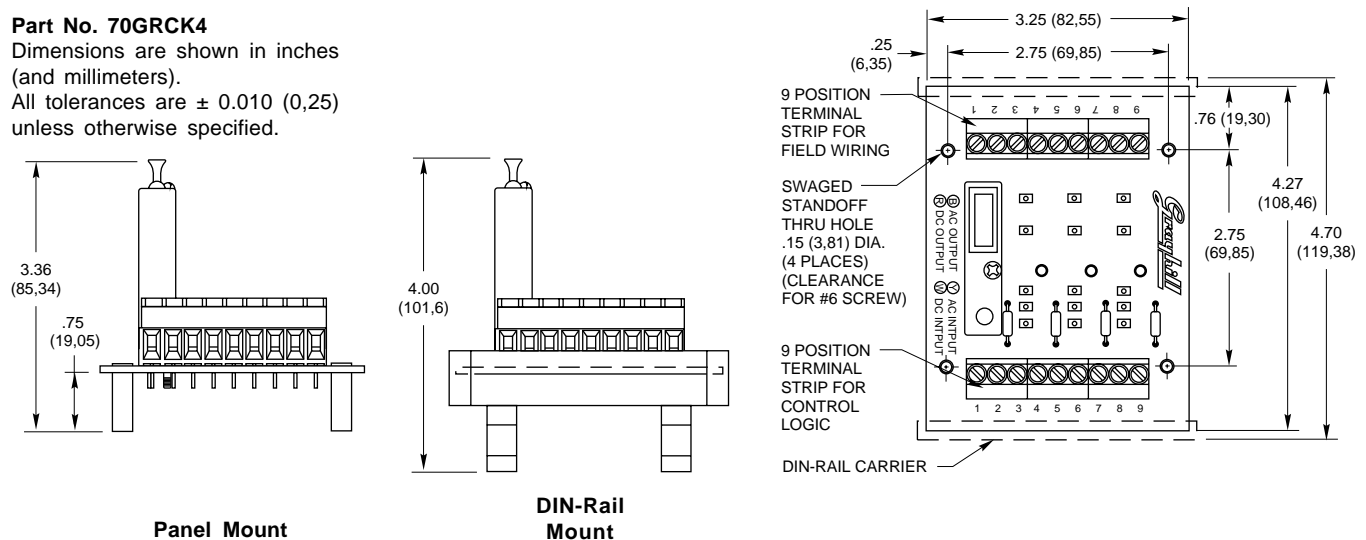 Part No. 70GRCK4
Dimensions are shown in inches
(and millimeters).
All tolerances are ± 0.010 (0,25)
unless otherwise specified.
3.36
(85,34)
.75
(19,05)
Panel Mount
4.00
(101,6)
DIN-Rail
Mount
3.25 (82,55)
.25
(6,35)
2.75 (69,85)
9 POSITION
TERMINAL
STRIP FOR
FIELD WIRING
SWAGED
STANDOFF
THRU HOLE
.15 (3,81) DIA.
(4 PLACES)
(CLEARANCE
FOR #6 SCREW)
9 POSITION
TERMINAL
STRIP FOR
CONTROL
LOGIC
DIN-RAIL CARRIER
1 2 3 4 5 6 7 8 9
B AC OUTPUT Y AC INTPUT
R DC OUTPUT W DC INTPUT
Grayhill
1 2 3 4 5 6 7 8 9
.76 (19,30)
2.75
(69,85)
4.27
(108,46)
4.70
(119,38)